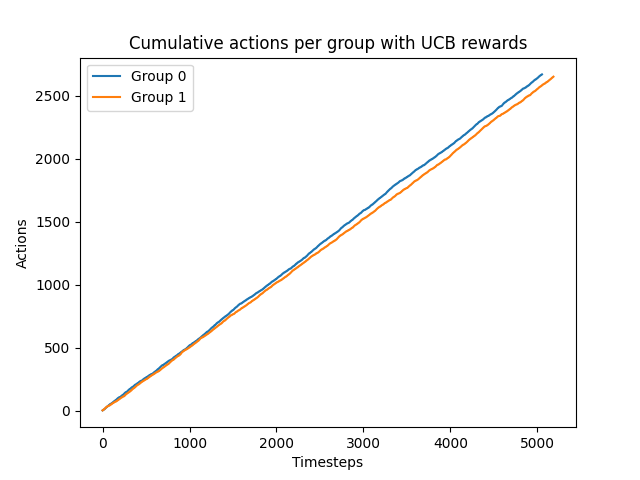 Cumulative actions per group with UCB rewards
Group 0
Group 1
2500
2000
1500
1000
500
0
Actions
0 1000 2000 3000 4000 5000
Timesteps